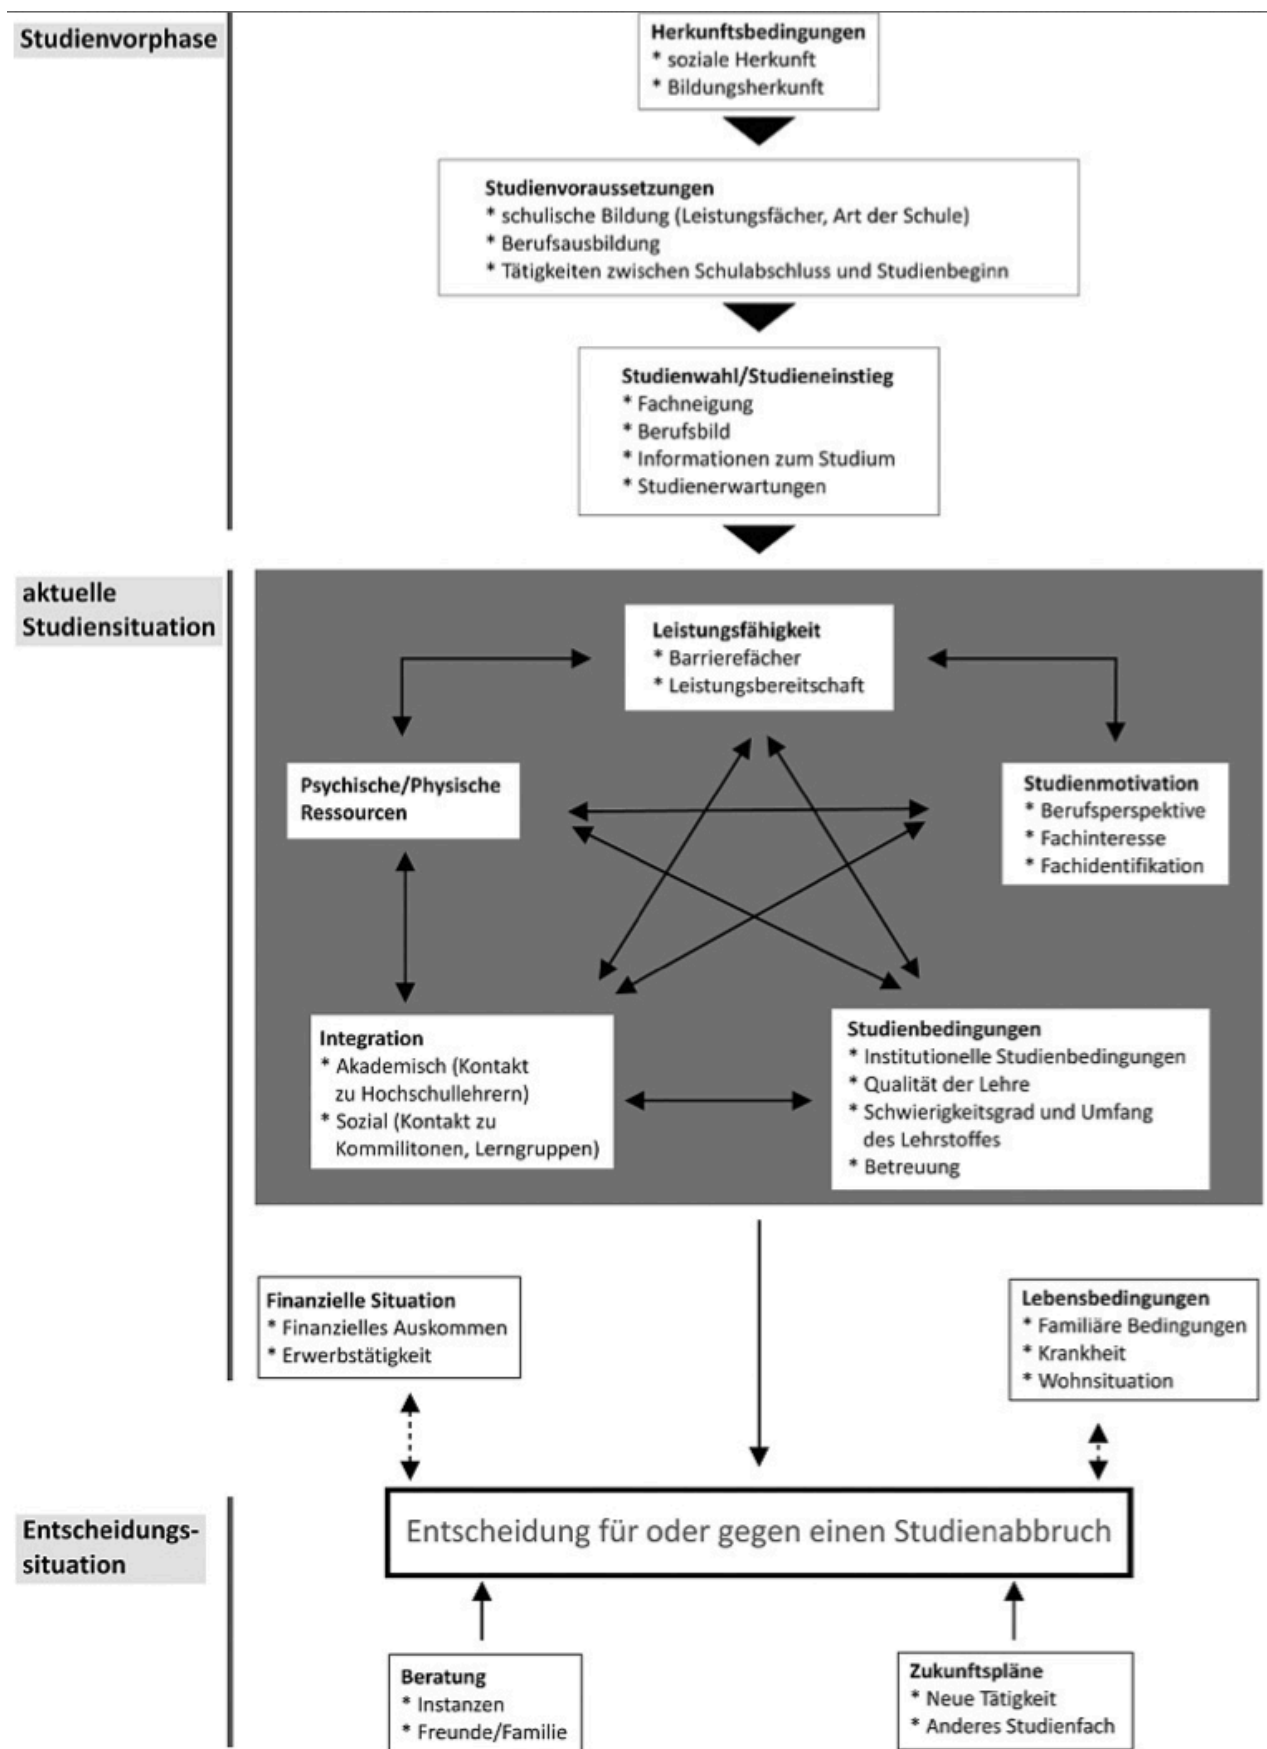 Studienvorphase
Herkunftsbedingungen
* soziale Herkunft
* Bildungsherkunft
Studienvoraussetzungen
* schulische Bildung (Leistungsfächer, Art der Schule)
* Berufsausbildung
* Tätigkeiten zwischen Schulabschluss und Studienbeginn
Studienwahl/Studieneinstieg
* Fachneigung
* Berufsbild
* Informationen zum Studium
* Studienerwartungen
aktuelle
Studiensituation
Leistungsfähigkeit
* Barrierefächer
* Leistungsbereitschaft
Psychische/Physische
Ressourcen
Studienmotivation
* Berufsperspektive
* Fachinteresse
* Fachidentifikation
Integration
* Akademisch (Kontakt
zu Hochschullehrern)
* Sozial (Kontakt zu
Kommilitonen, Lerngruppen)
Studienbedingungen
* Institutionelle Studienbedingungen
* Qualität der Lehre
* Schwierigkeitsgrad und Umfang
des Lehrstoffes
* Betreuung
Finanzielle Situation
* Finanzielles Auskommen
* Erwerbstätigkeit
Lebensbedingungen
* Familiäre Bedingungen
* Krankheit
* Wohnsituation
Entscheidungs-
situation
Entscheidung für oder gegen einen Studienabbruch
Beratung
* Instanzen
* Freunde/Familie
Zukunftspläne
* Neue Tätigkeit
* Anderes Studienfach